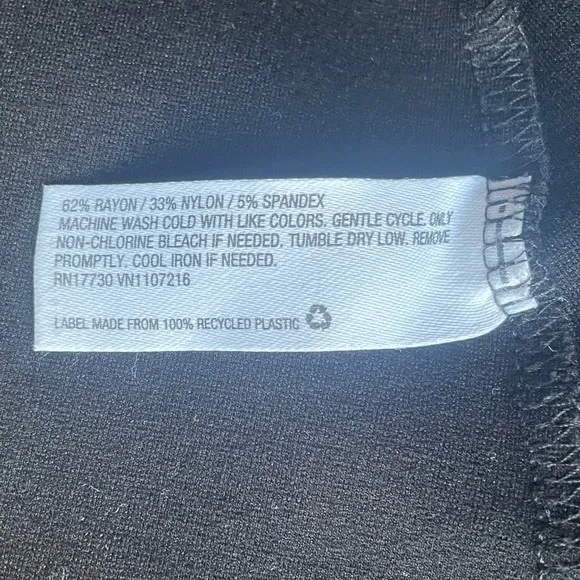 62% RAYON / 33% NYLON / 5% SPANDEX
MACHINE WASH COLD WITH LIKE COLORS. GENTLE CYCLE. ONLY
NON-CHLORINE BLEACH IF NEEDED. TUMBLE DRY LOW. REMOVE
PROMPTLY. COOL IRON IF NEEDED.
RN17730 VN1107216
LABEL MADE FROM 100% RECYCLED PLASTIC